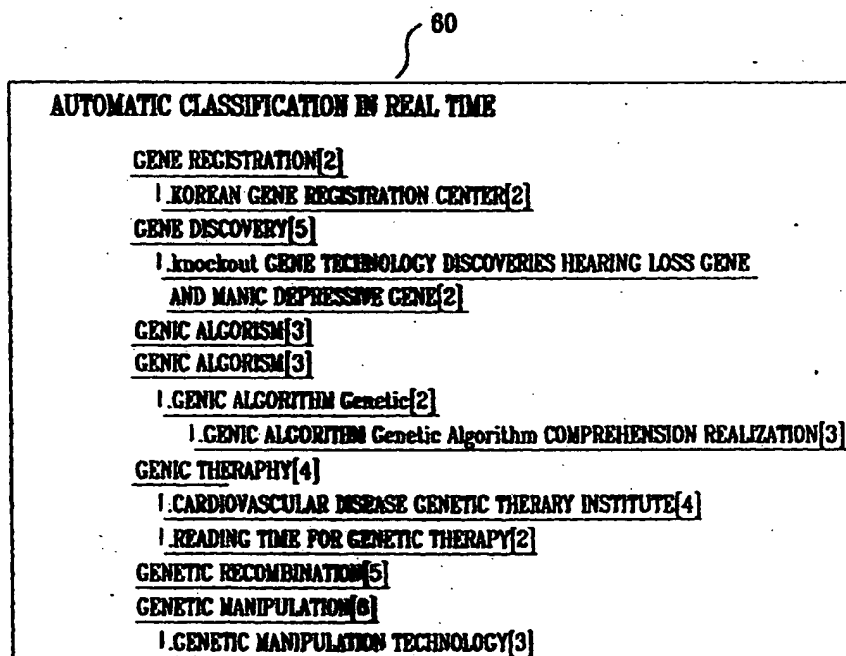 60
AUTOMATIC CLASSIFICATION IN REAL TIME
GENE REGISTRATION[2]
KOREAN GENE REGISTRATION CENTER[2]
GENE DISCOVERY[5]
knockout GENE TECHNOLOGY DISCOVERIES HEARING LOSS GENE
AND MANIC DEPRESSIVE GENE[2]
GENIC ALGORISM[3]
GENIC ALGORISM[3]
GENIC ALGORITHM Genetic[2]
GENIC ALGORITHM Genetic Algorithm COMPREHENSION REALIZATION[3]
GENIC THERAPHY[4]
CARDIOVASCULAR DISEASE GENETIC THERARY INSTITUTE[4]
READING TIME FOR GENETIC THERAPY[2]
GENETIC RECOMBINATION[5]
GENETIC MANIPULATION[6]
GENETIC MANIPULATION TECHNOLOGY[3]